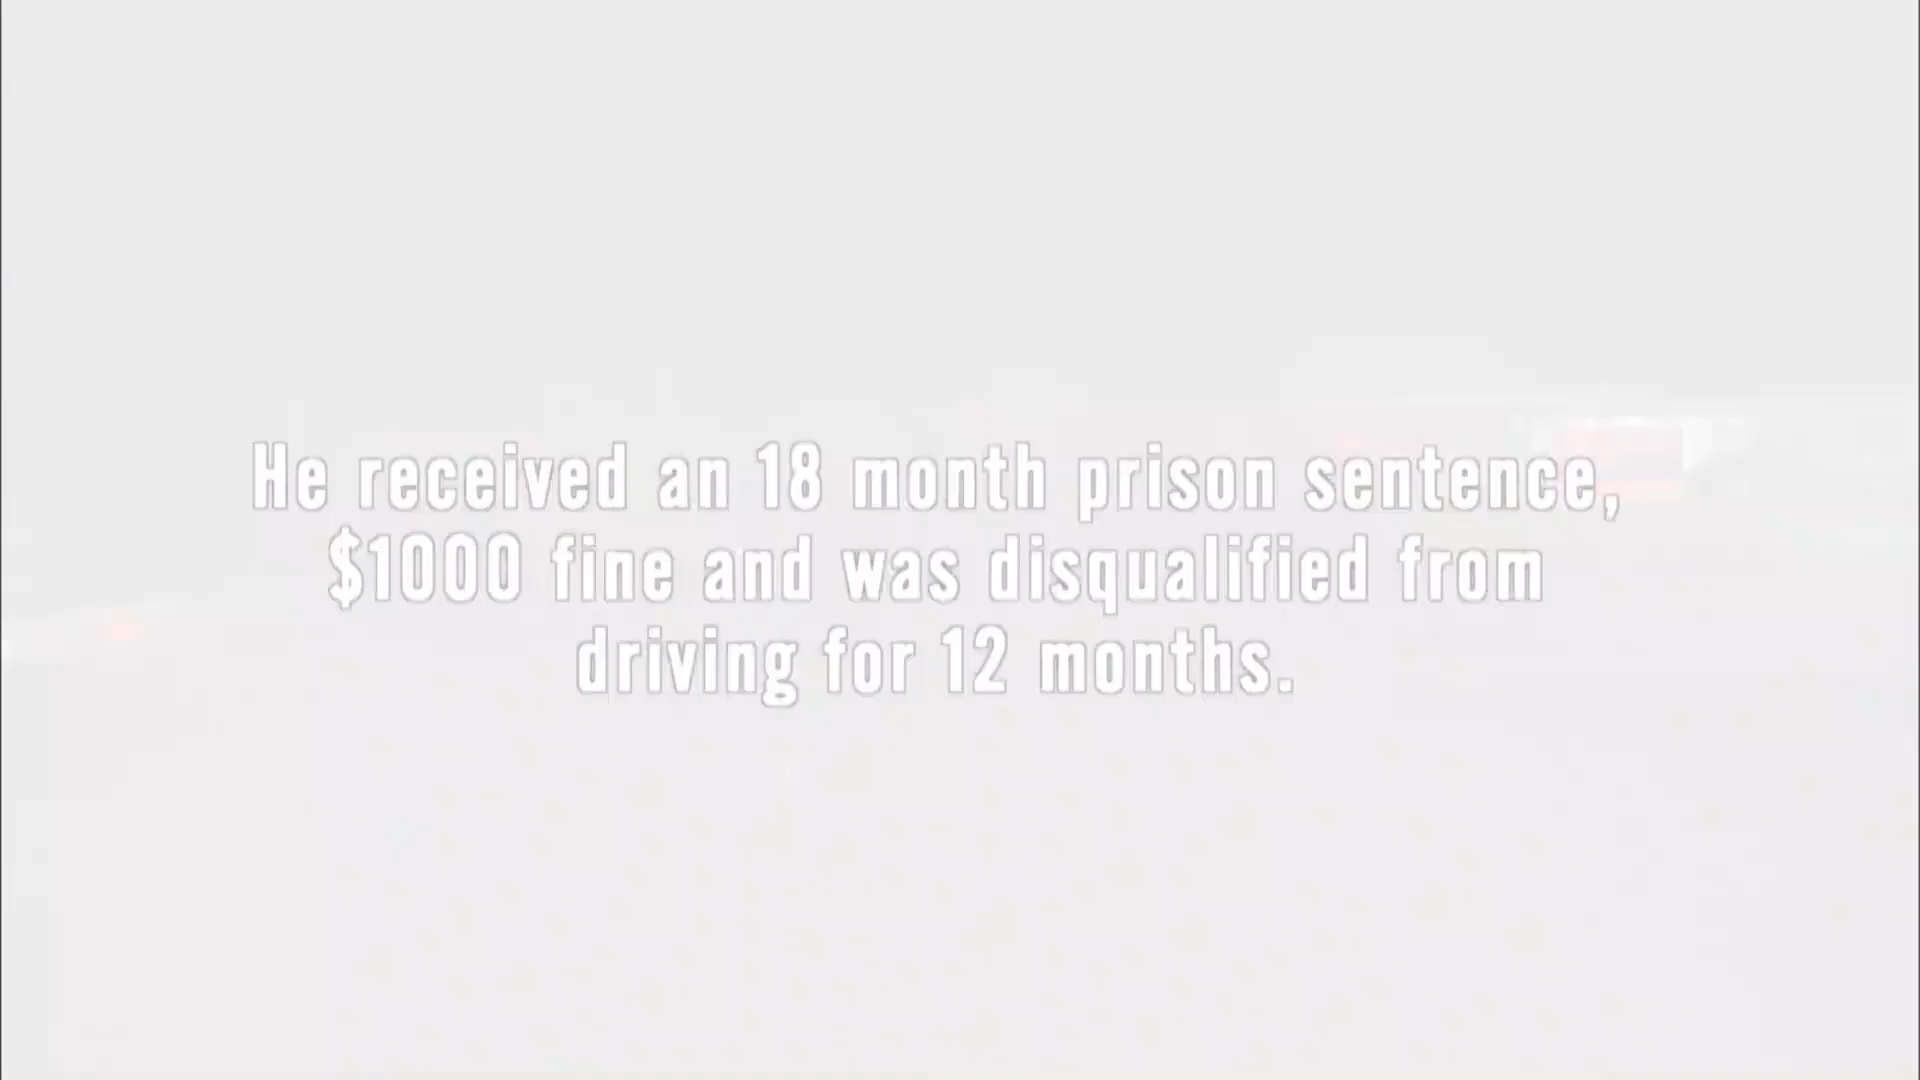 He received an 18 month prison sentence,
$1000 fine and was disqualified from
driving for 12 months.